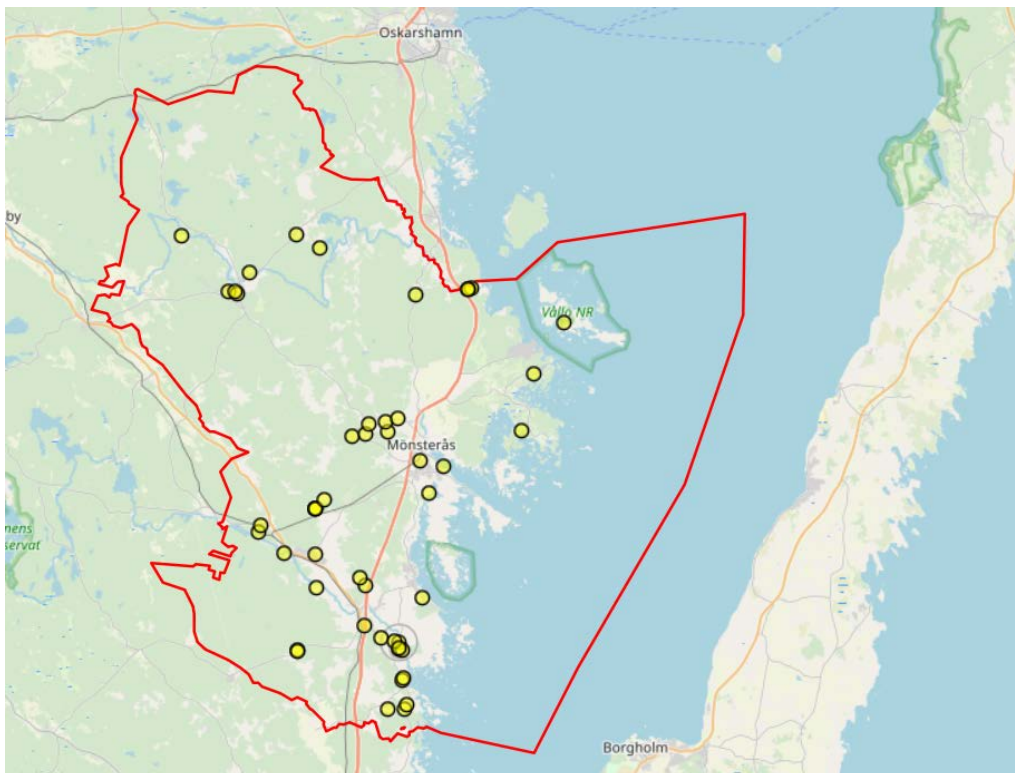 Oskarshamn
by
Vållö NR
Mönsterås
nens
servat
Borgholm